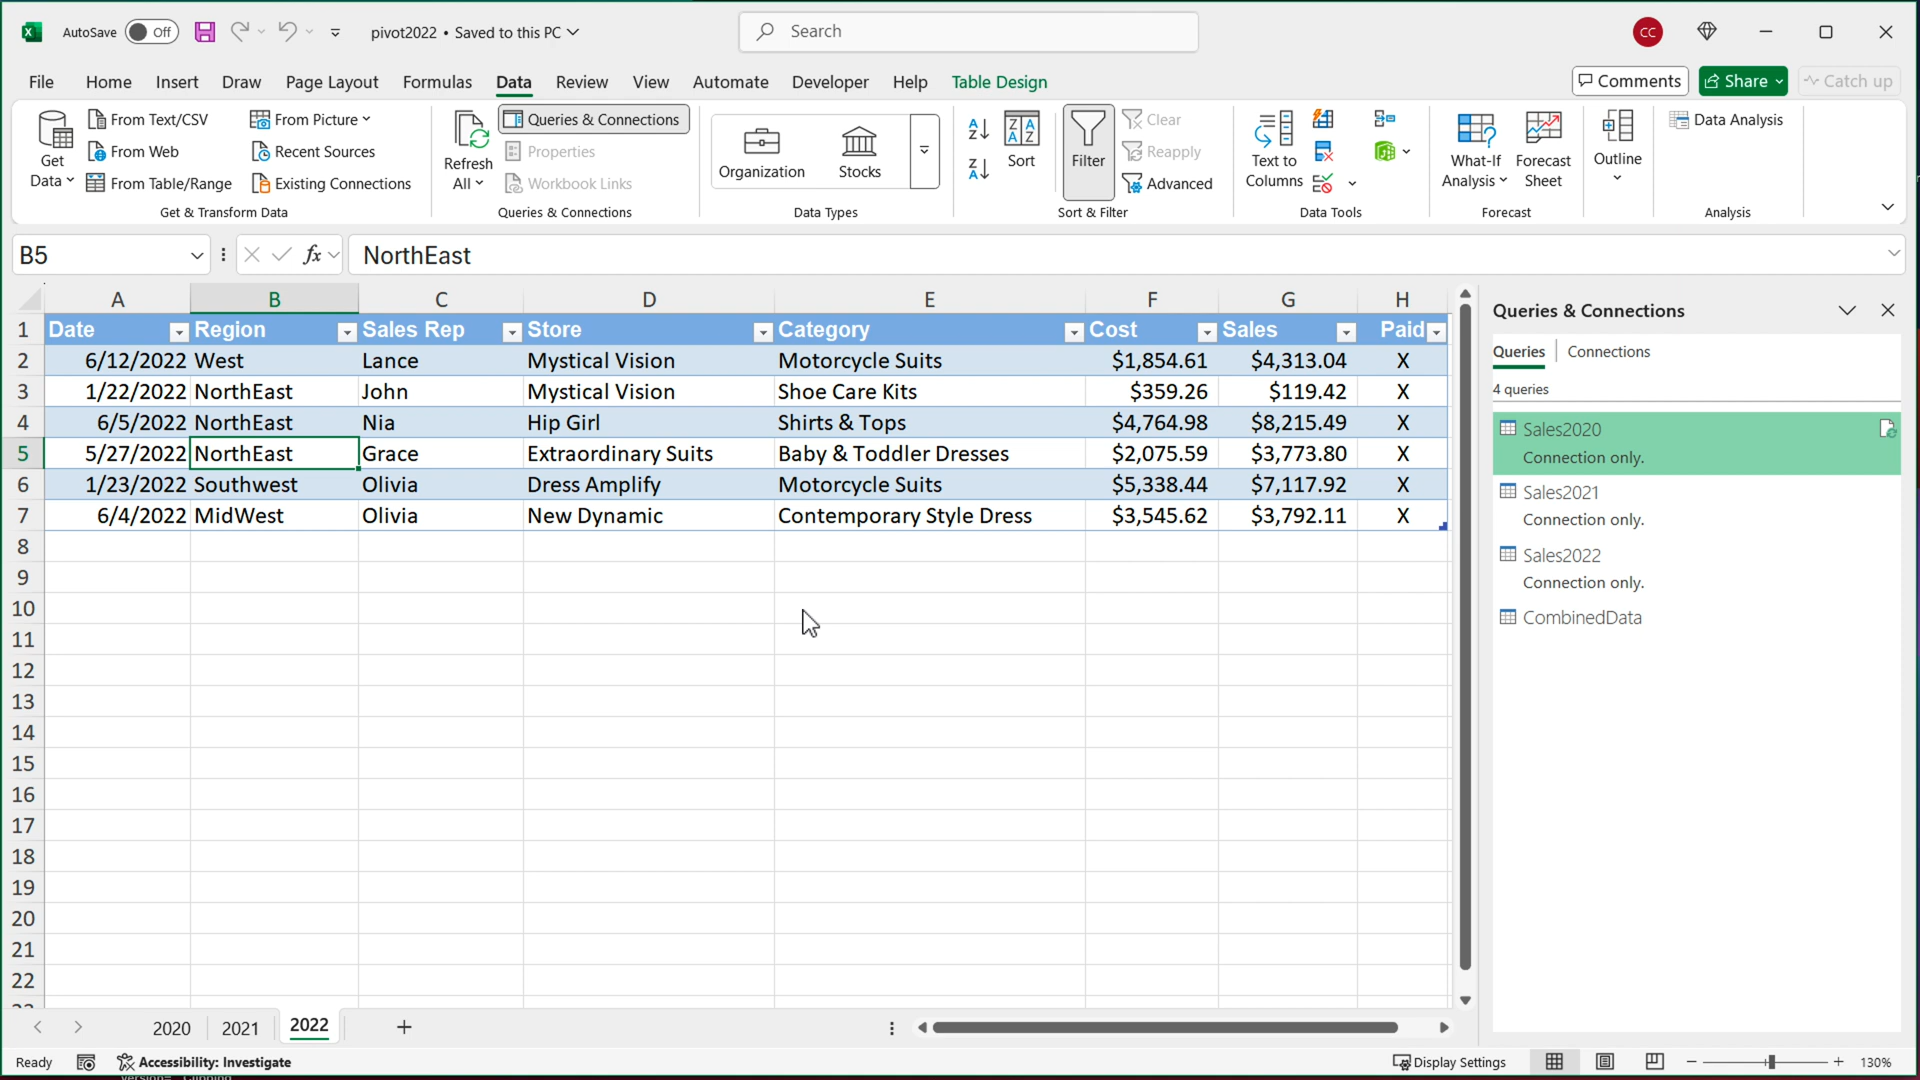 AutoSave Off pivot2022 • Saved to this PC Search CC
File Home Insert Draw Page Layout Formulas Data Review View Automate Developer Help Table Design Comments Share Catch up
Get Data
From Text/CSV
From Web
From Table/Range
From Picture
Recent Sources
Existing Connections
Get & Transform Data
Refresh All
Queries & Connections
Properties
Workbook Links
Queries & Connections
Organization Stocks
Data Types
Sort
Filter
Clear
Reapply
Advanced
Sort & Filter
Text to Columns
Data Tools
What-If Analysis
Forecast Sheet
Forecast
Outline
Data Analysis
Analysis
B5 fx NorthEast
A B C D E F G H
1 Date Region Sales Rep Store Category Cost Sales Paid
2 6/12/2022 West Lance Mystical Vision Motorcycle Suits $1,854.61 $4,313.04 X
3 1/22/2022 NorthEast John Mystical Vision Shoe Care Kits $359.26 $119.42 X
4 6/5/2022 NorthEast Nia Hip Girl Shirts & Tops $4,764.98 $8,215.49 X
5 5/27/2022 NorthEast Grace Extraordinary Suits Baby & Toddler Dresses $2,075.59 $3,773.80 X
6 1/23/2022 Southwest Olivia Dress Amplify Motorcycle Suits $5,338.44 $7,117.92 X
7 6/4/2022 MidWest Olivia New Dynamic Contemporary Style Dress $3,545.62 $3,792.11 X
8
9
10
11
12
13
14
15
16
17
18
19
20
21
22
Queries & Connections
Queries Connections
4 queries
Sales2020
Connection only.
Sales2021
Connection only.
Sales2022
Connection only.
CombinedData
2020 2021 2022
Ready Accessibility: Investigate Display Settings 130%